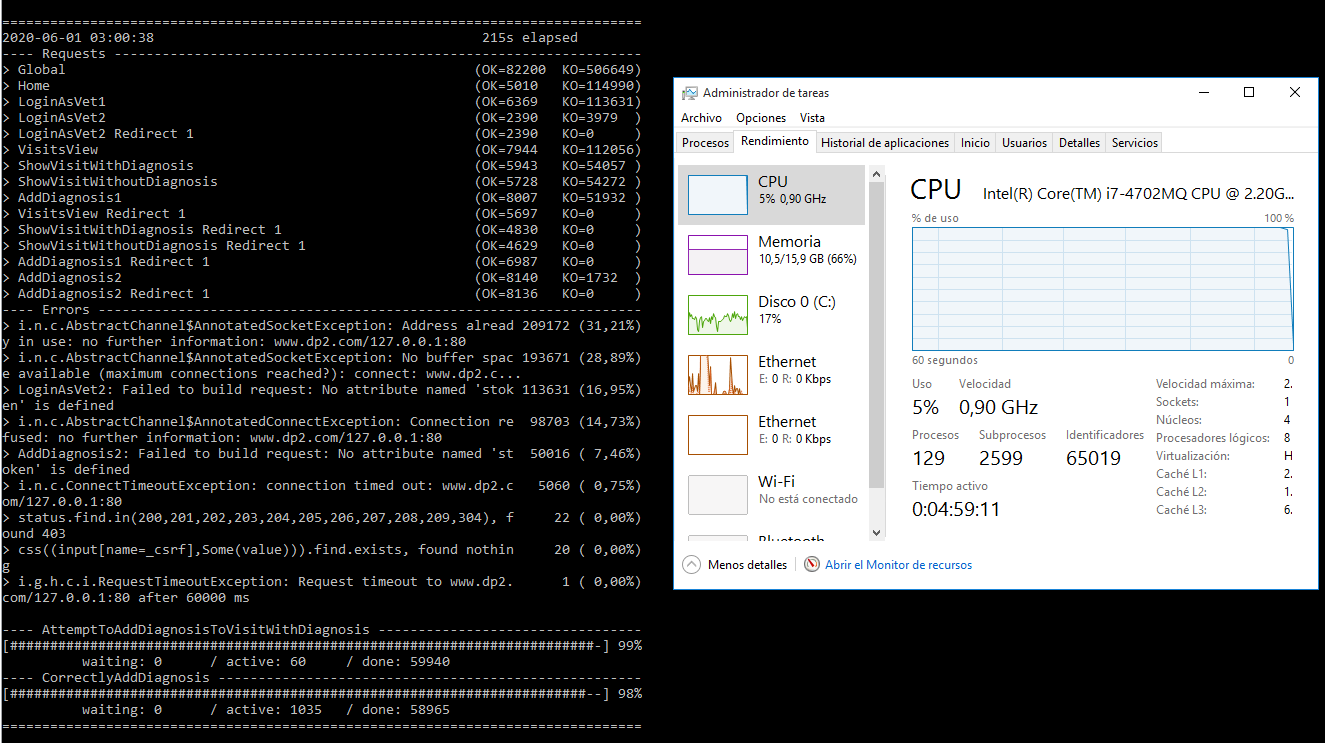 ================================================================================
2020-06-01 03:00:38                                         215s elapsed
---- Requests ------------------------------------------------------------------
> Global                                                   (OK=82200  KO=506649)
> Home                                                     (OK=5010   KO=114990)
> LoginAsVet1                                              (OK=6369   KO=113631)
> LoginAsVet2                                              (OK=2390   KO=3979  )
> LoginAsVet2 Redirect 1                                   (OK=2390   KO=0     )
> VisitsView                                               (OK=7944   KO=112056)
> ShowVisitWithDiagnosis                                   (OK=5943   KO=54057 )
> ShowVisitWithoutDiagnosis                                (OK=5728   KO=54272 )
> AddDiagnosis1                                            (OK=8007   KO=51932 )
> VisitsView Redirect 1                                    (OK=5697   KO=0     )
> ShowVisitWithDiagnosis Redirect 1                        (OK=4830   KO=0     )
> ShowVisitWithoutDiagnosis Redirect 1                     (OK=4629   KO=0     )
> AddDiagnosis1 Redirect 1                                 (OK=6987   KO=0     )
> AddDiagnosis2                                            (OK=8140   KO=1732  )
> AddDiagnosis2 Redirect 1                                 (OK=8136   KO=0     )
---- Errors --------------------------------------------------------------------
> i.n.c.AbstractChannel$AnnotatedSocketException: Address alread 209172 (31,21%)
y in use: no further information: www.dp2.com/127.0.0.1:80
> i.n.c.AbstractChannel$AnnotatedSocketException: No buffer spac 193671 (28,89%)
e available (maximum connections reached?): connect: www.dp2.c...
> LoginAsVet2: Failed to build request: No attribute named 'stok 113631 (16,95%)
en' is defined
> i.n.c.AbstractChannel$AnnotatedConnectException: Connection re  98703 (14,73%)
fused: no further information: www.dp2.com/127.0.0.1:80
> AddDiagnosis2: Failed to build request: No attribute named 'st  50016 ( 7,46%)
oken' is defined
> i.n.c.ConnectTimeoutException: connection timed out: www.dp2.c   5060 ( 0,75%)
om/127.0.0.1:80
> status.find.in(200,201,202,203,204,205,206,207,208,209,304), f     22 ( 0,00%)
ound 403
> css((input[name=_csrf],Some(value))).find.exists, found nothin     20 ( 0,00%)
g
> i.g.h.c.i.RequestTimeoutException: Request timeout to www.dp2.      1 ( 0,00%)
com/127.0.0.1:80 after 60000 ms
---- AttemptToAddDiagnosisToVisitWithDiagnosis ---------------------------------
[#########################################################################-] 99%
waiting: 0      / active: 60     / done: 59940
---- CorrectlyAddDiagnosis -----------------------------------------------------
[########################################################################--] 98%
waiting: 0      / active: 1035   / done: 58965
================================================================================
Administrador de tareas
Archivo Opciones Vista
Procesos Rendimiento Historial de aplicaciones Inicio Usuarios Detalles Servicios
CPU
5% 0,90 GHz
Memoria
10,5/15,9 GB (66%)
Disco 0 (C:)
17%
Ethernet
E: 0 R: 0 Kbps
Ethernet
E: 0 R: 0 Kbps
Wi-Fi
No está conectado
Bluetooth
CPU Intel(R) Core(TM) i7-4702MQ CPU @ 2.20G...
% de uso 100 %
60 segundos 0
Uso Velocidad
5% 0,90 GHz
Procesos Subprocesos Identificadores
129 2599 65019
Tiempo activo
0:04:59:11
Velocidad máxima: 2.
Sockets: 1
Núcleos: 4
Procesadores lógicos: 8
Virtualización: H
Caché L1: 2.
Caché L2: 1.
Caché L3: 6.
Menos detalles Abrir el Monitor de recursos